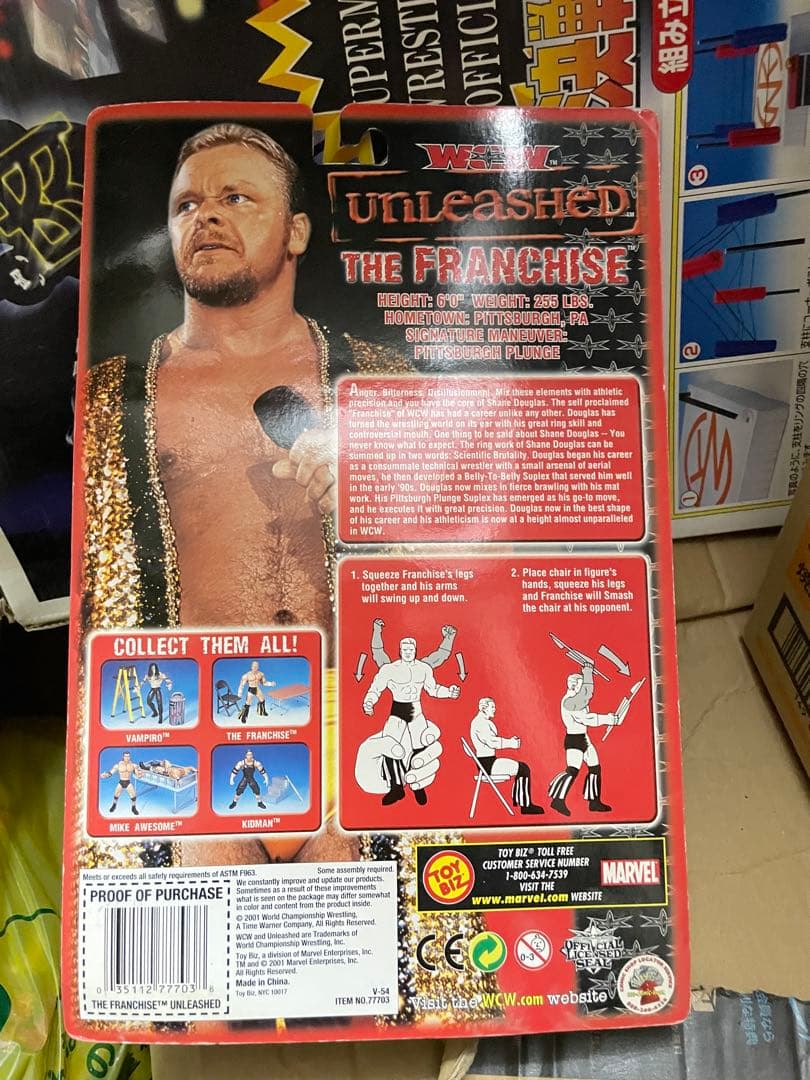 SUPERM
WREST
OFFICI
組み立
③
②
①
WCW™
UNLEASHED™
THE FRANCHISE™
HEIGHT: 6'0" WEIGHT: 255 LBS.
HOMETOWN: PITTSBURGH, PA
SIGNATURE MANEUVER:
PITTSBURGH PLUNGE
Anger. Bitterness. Disillusionment. Mix these elements with athletic
precision and you have the core of Shane Douglas. The self proclaimed
"Franchise" of WCW has had a career unlike any other. Douglas has
turned the wrestling world on its ear with his great ring skill and
controversial mouth. One thing to be said about Shane Douglas -- You
never know what to expect. The ring work of Shane Douglas can be
summed up in two words: Scientific Brutality. Douglas began his career
as a consummate technical wrestler with a small arsenal of aerial
moves, he then developed a Belly-To-Belly Suplex that served him well
in the early '90s. Douglas now mixes in fierce brawling with his mat
work. His Pittsburgh Plunge Suplex has emerged as his go-to move,
and he executes it with great precision. Douglas now in the best shape
of his career and his athleticism is now at a height almost unparalleled
in WCW.
1. Squeeze Franchise's legs
together and his arms
will swing up and down.
2. Place chair in figure's
hands, squeeze his legs
and Franchise will Smash
the chair at his opponent.
COLLECT THEM ALL!
VAMPIRO™
THE FRANCHISE™
MIKE AWESOME™
KIDMAN™
Meets or exceeds all safety requirements of ASTM F963.
Some assembly required.
PROOF OF PURCHASE
0 35112 77703 6
THE FRANCHISE™ UNLEASHED
We constantly improve and update our products.
Sometimes as a result of these improvements
what is seen on the package may differ somewhat
in color and content from the product inside.
© 2001 World Championship Wrestling,
A Time Warner Company, All Rights Reserved.
WCW and Unleashed are Trademarks of
World Championship Wrestling, Inc.
Toy Biz, a division of Marvel Enterprises, Inc.
TM and © 2001 Marvel Enterprises, Inc.
All Rights Reserved.
Made in China.
Toy Biz, NYC 10017
V-54
ITEM NO.77703
TOY BIZ
TOY BIZ® TOLL FREE
CUSTOMER SERVICE NUMBER
1-800-634-7539
VISIT THE
www.marvel.com WEBSITE
MARVEL
CE
0-3
OFFICIAL
LICENSED
SEAL
Visit the WCW.com website